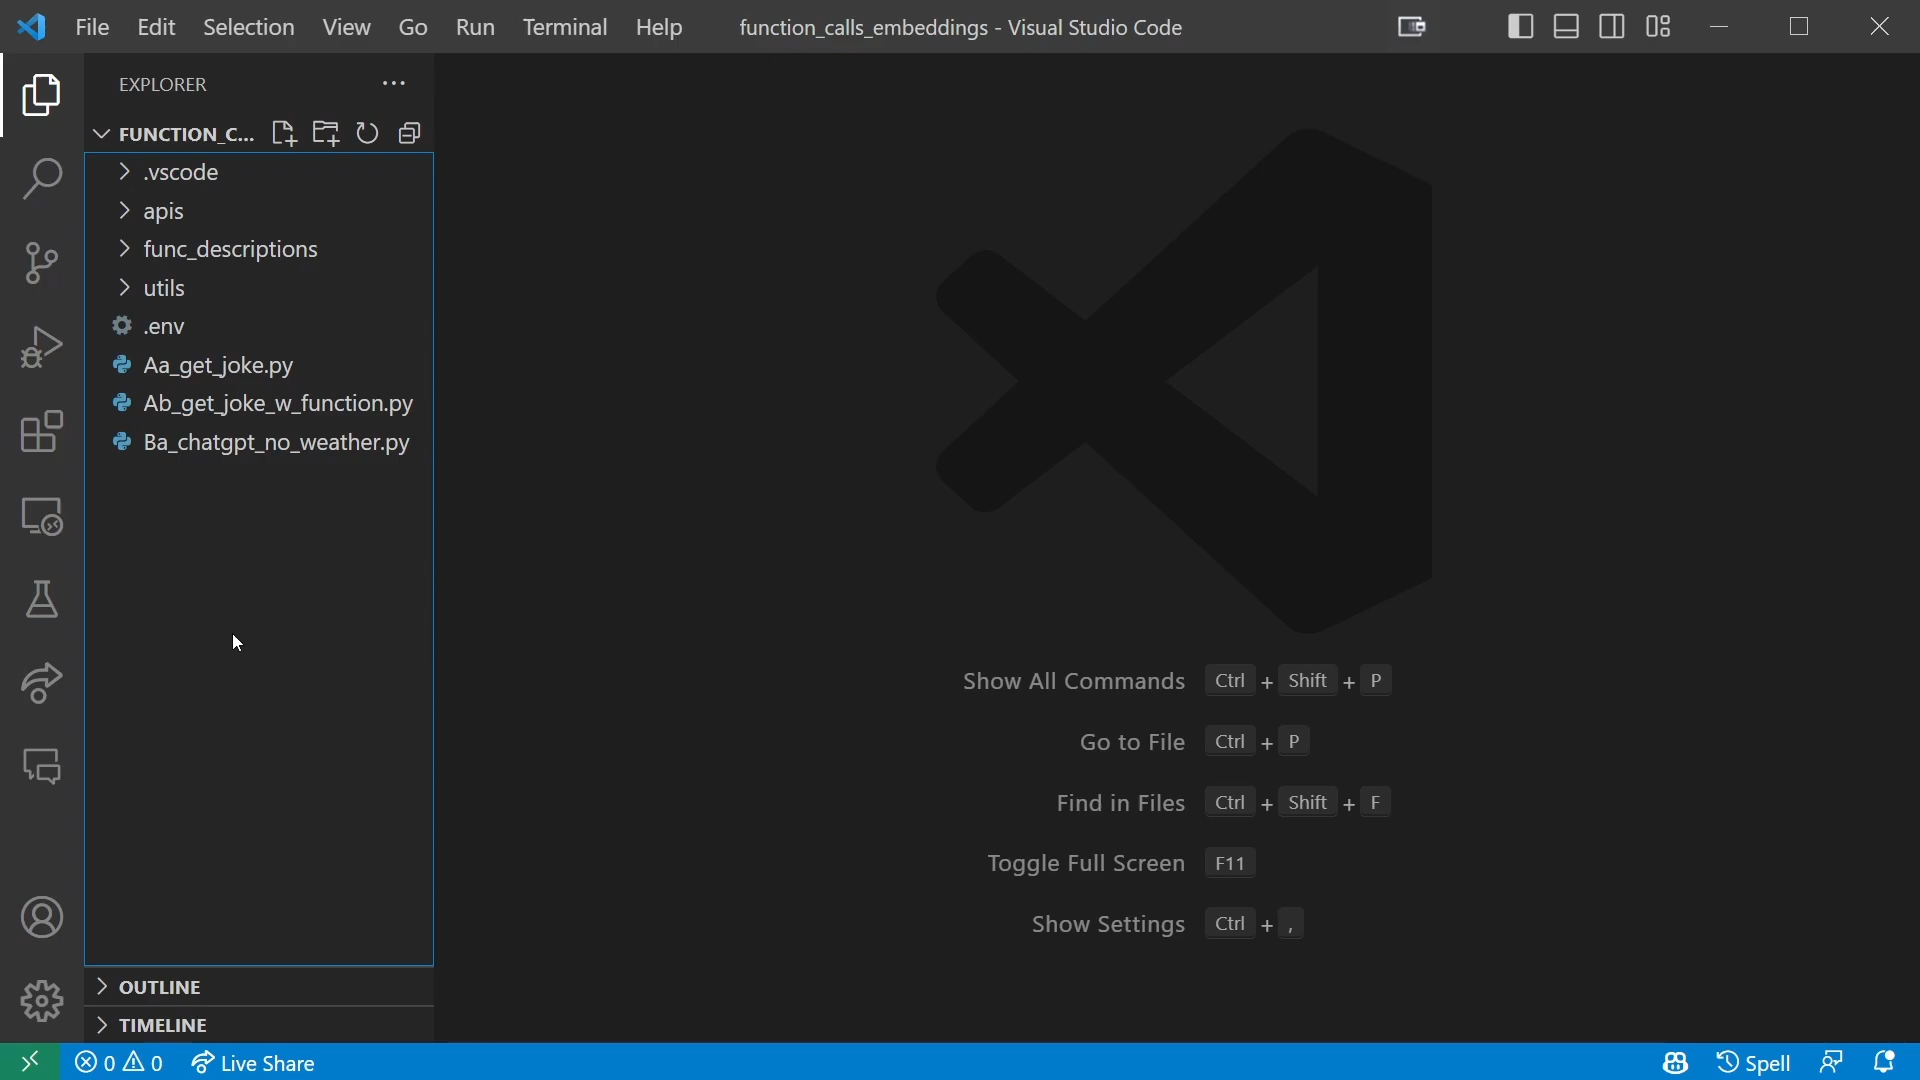 File Edit Selection View Go Run Terminal Help function_calls_embeddings - Visual Studio Code
EXPLORER
FUNCTION_C...
.vscode
apis
func_descriptions
utils
.env
Aa_get_joke.py
Ab_get_joke_w_function.py
Ba_chatgpt_no_weather.py
Show All Commands Ctrl + Shift + P
Go to File Ctrl + P
Find in Files Ctrl + Shift + F
Toggle Full Screen F11
Show Settings Ctrl + ,
OUTLINE
TIMELINE
0 0 Live Share Spell